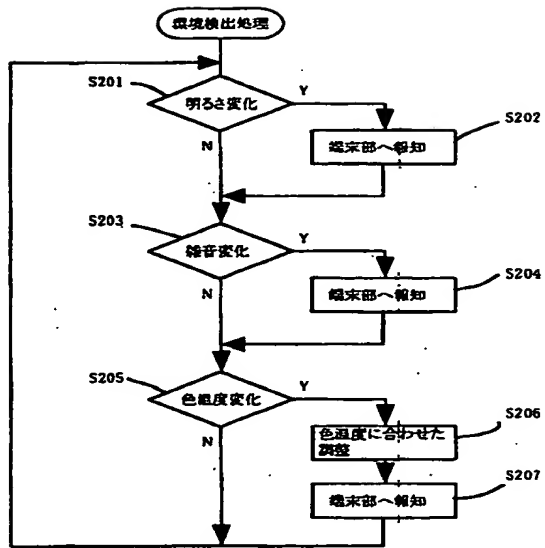 環境検出処理
S201
明るさ変化
Y
N
S202
端末部へ報知
S203
雑音変化
Y
N
S204
端末部へ報知
S205
色温度変化
Y
N
S206
色温度に合わせた
調整
S207
端末部へ報知